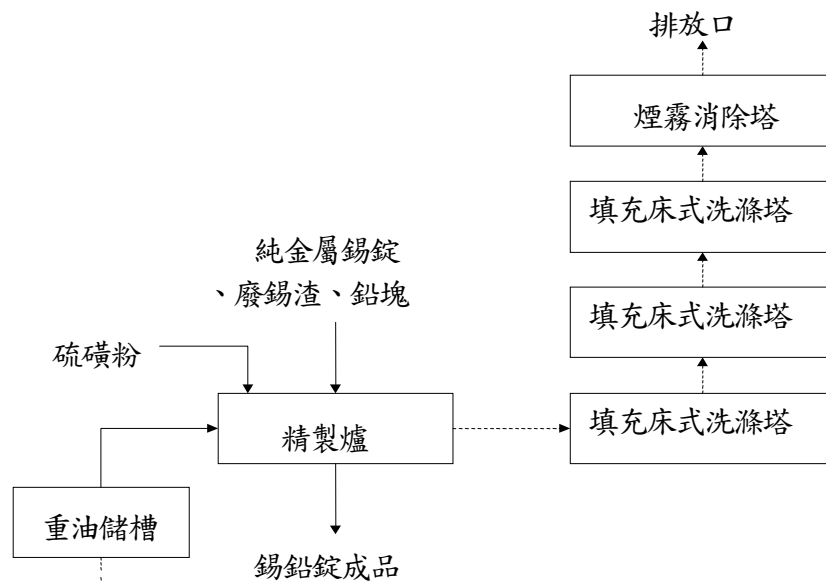 排放口
煙霧消除塔
填充床式洗滌塔
純金屬錫錠
、廢錫渣、鉛塊
填充床式洗滌塔
硫磺粉
精製爐
填充床式洗滌塔
重油儲槽
錫鉛錠成品